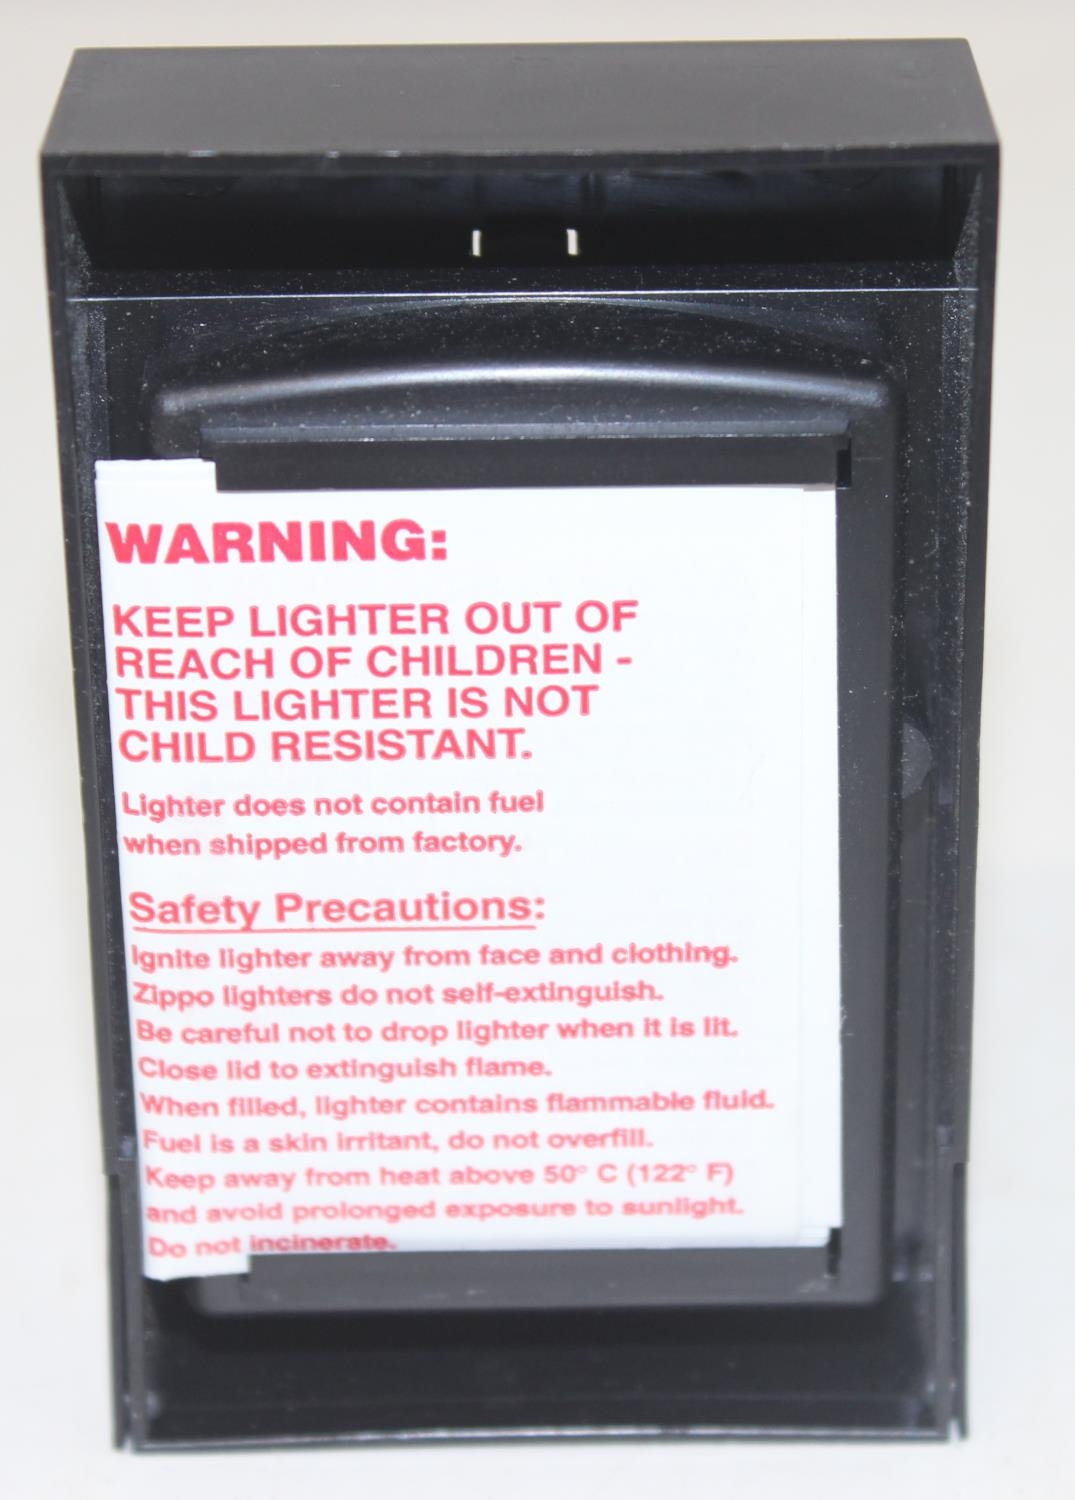 WARNING:
KEEP LIGHTER OUT OF
REACH OF CHILDREN -
THIS LIGHTER IS NOT
CHILD RESISTANT.
Lighter does not contain fuel
when shipped from factory.
Safety Precautions:
Ignite lighter away from face and clothing.
Zippo lighters do not self-extinguish.
Be careful not to drop lighter when it is lit.
Close lid to extinguish flame.
When filled, lighter contains flammable fluid.
Fuel is a skin irritant, do not overfill.
Keep away from heat above 50° C (122° F)
and avoid prolonged exposure to sunlight.
Do not incinerate.